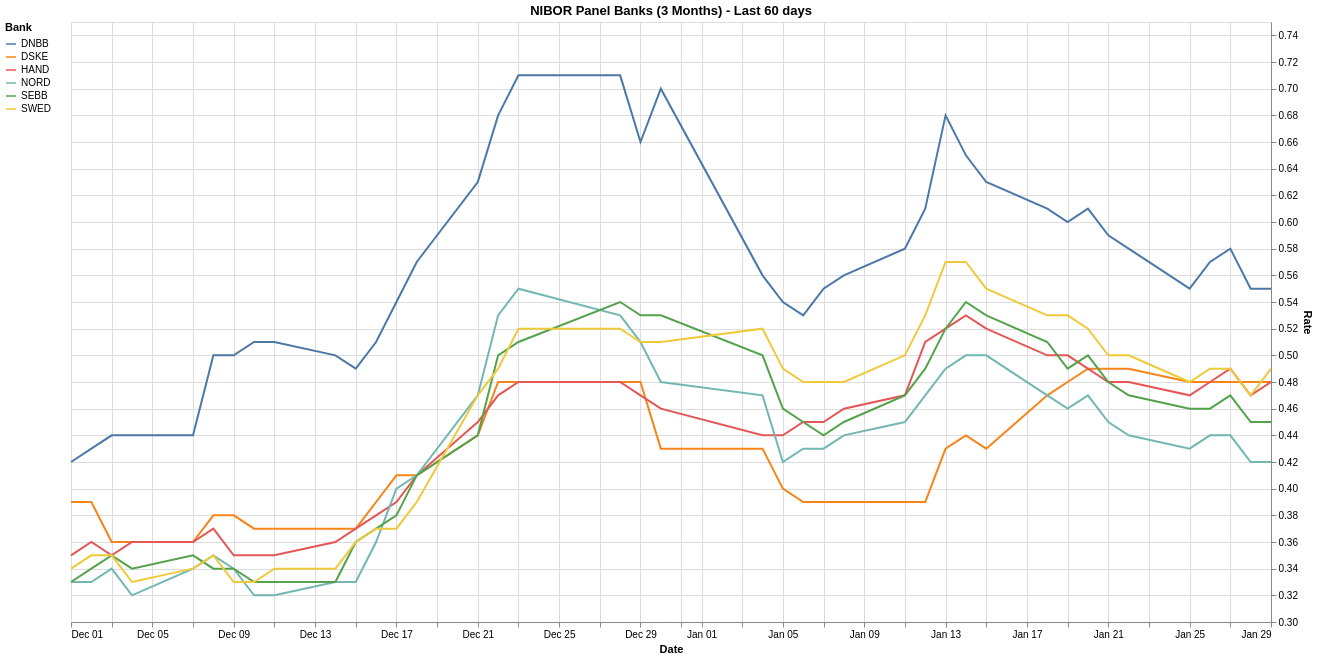 NIBOR Panel Banks (3 Months) - Last 60 days
Bank
DNBB
DSKE
HAND
NORD
SEBB
SWED
0.74
0.72
0.70
0.68
0.66
0.64
0.62
0.60
0.58
0.56
0.54
0.52
0.50
0.48
0.46
0.44
0.42
0.40
0.38
0.36
0.34
0.32
0.30
Rate
Dec 01 Dec 05 Dec 09 Dec 13 Dec 17 Dec 21 Dec 25 Dec 29 Jan 01 Jan 05 Jan 09 Jan 13 Jan 17 Jan 21 Jan 25 Jan 29
Date